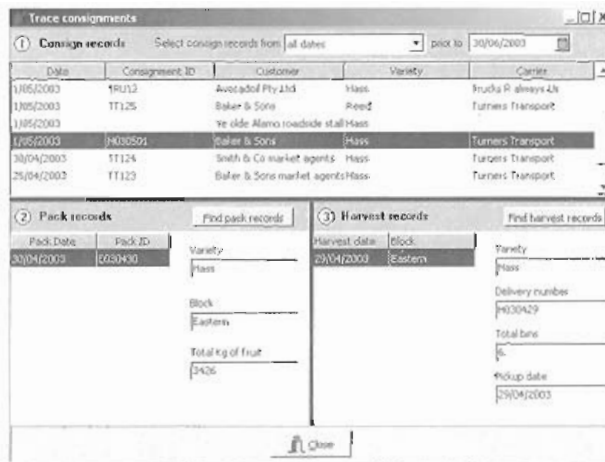 Trace consignments
1 Consign records Select consign records from all dates prior to 30/06/2003
Date Consignment ID Customer Variety Carrier
1/05/2003 TRU12 Avocadol Pty Ltd Hass Trucks R always Us
1/05/2003 TT125 Baker & Sons Reed Turners Transport
1/05/2003 Ye olde Alamo roadside stall Hass
1/05/2003 H030501 Baker & Sons Hass Turners Transport
30/04/2003 TT124 Smith & Co market agents Hass Turners Transport
25/04/2003 TT123 Baker & Sons market agents Hass Turners Transport
2 Pack records Find pack records
Pack Date Pack ID
30/04/2003 E030430
Variety
Hass
Block
Eastern
Total Kg of fruit
3426
3 Harvest records Find harvest records
Harvest date Block
29/04/2003 Eastern
Variety
Hass
Delivery number
H030429
Total bins
6
Pickup date
29/04/2003
Close